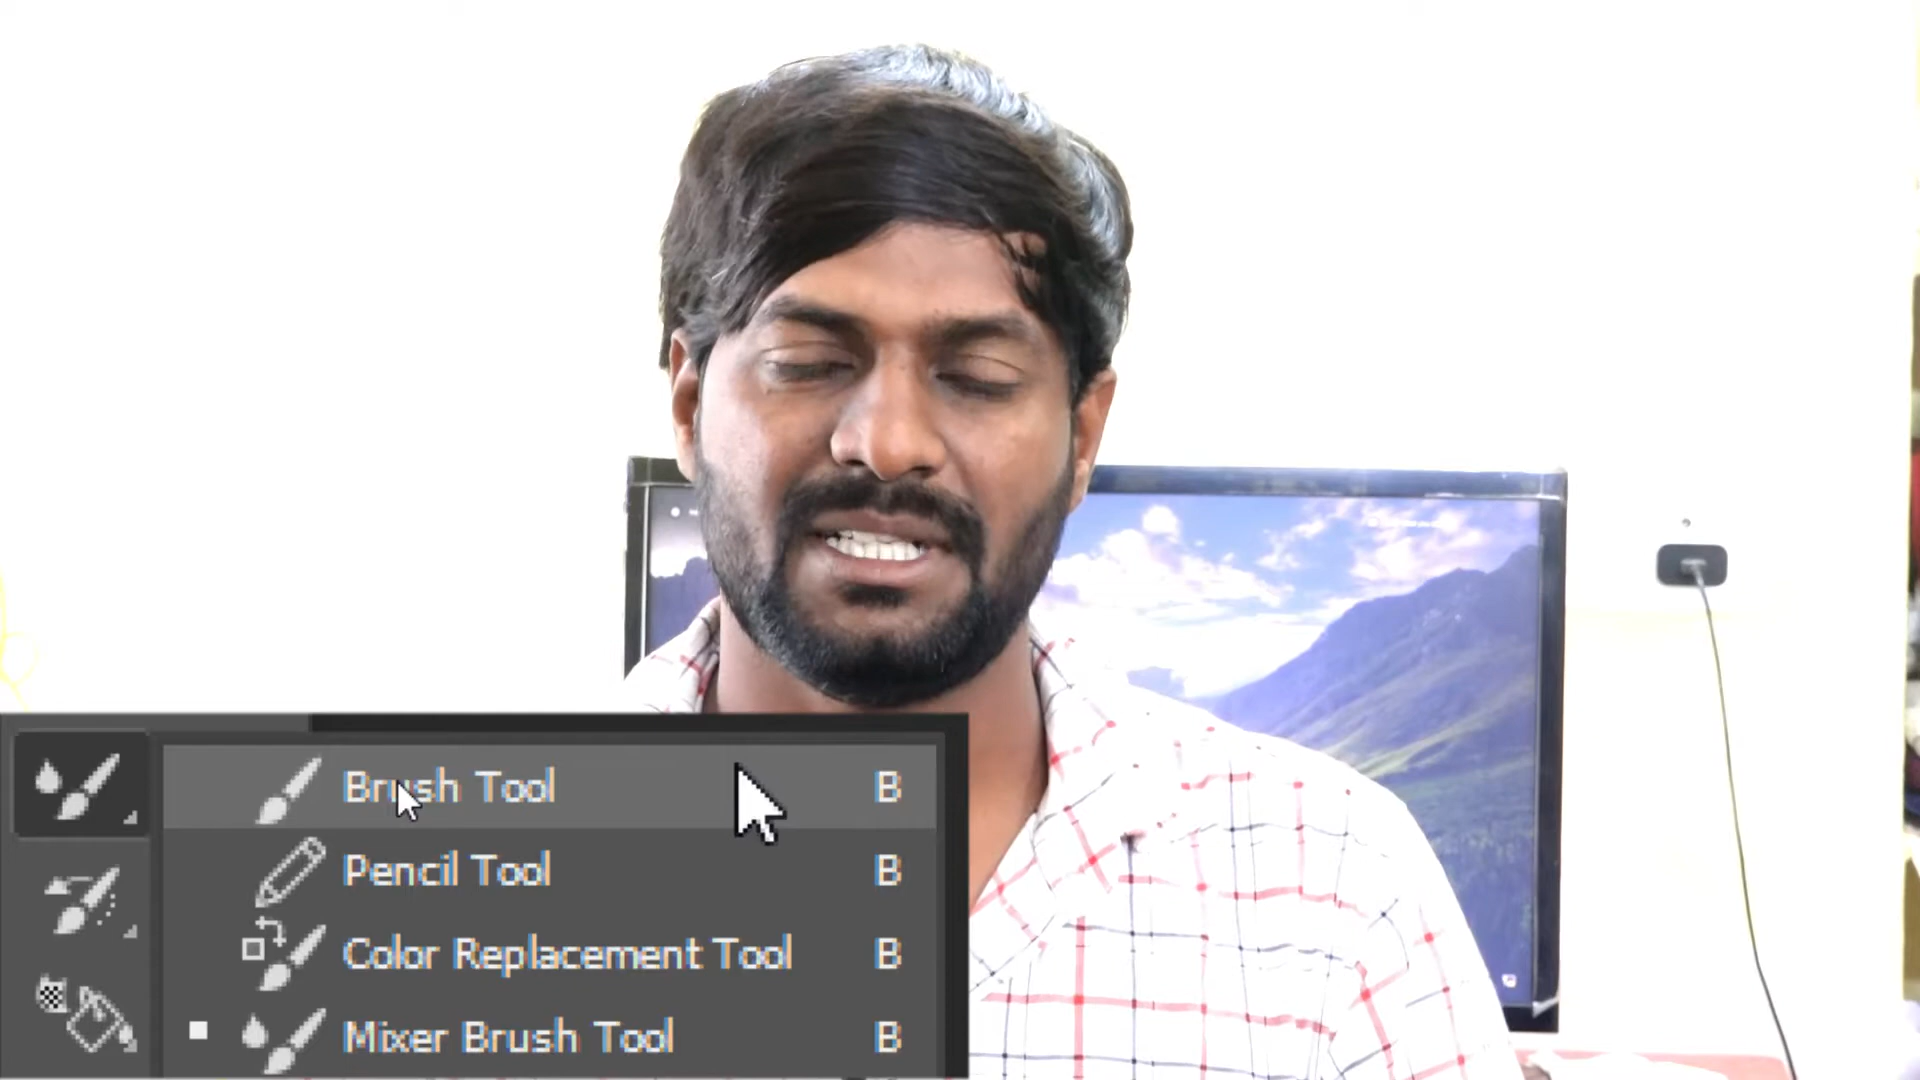 Brush Tool B
Pencil Tool B
Color Replacement Tool B
Mixer Brush Tool B